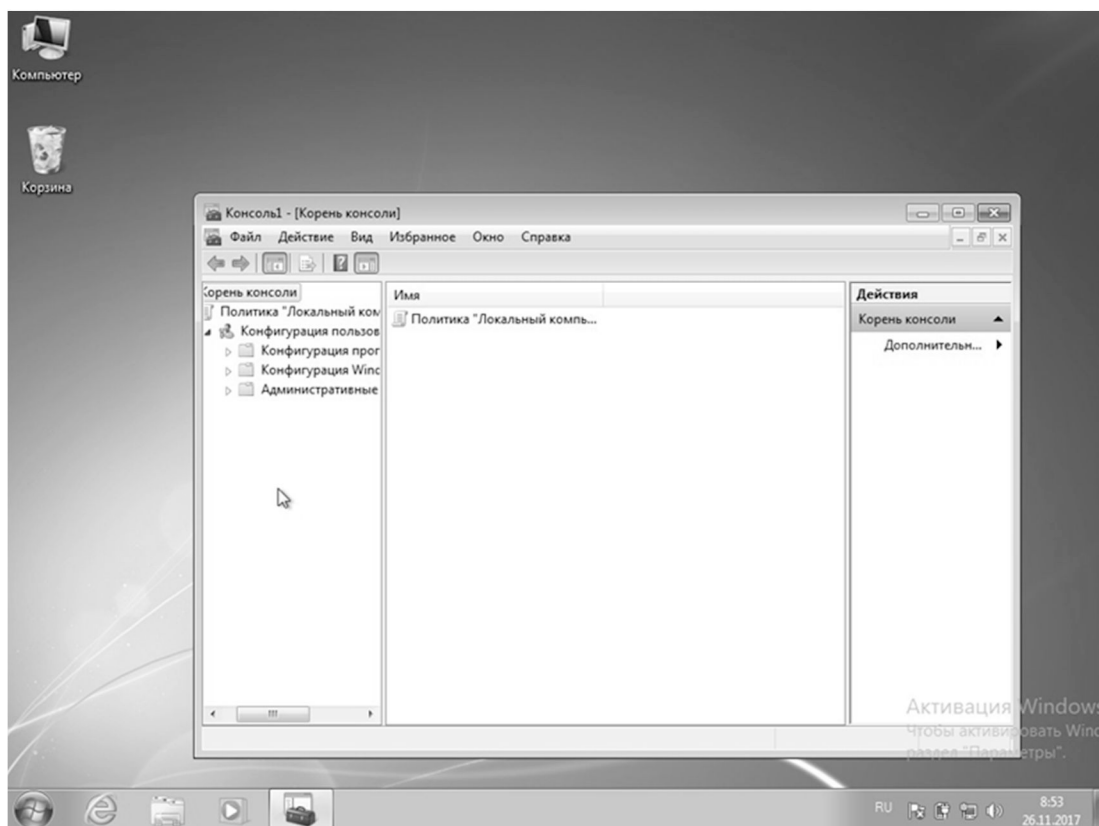 Компьютер
Корзина
Консоль1 - [Корень консоли]
Файл Действие Вид Избранное Окно Справка
Корень консоли
Политика "Локальный ком
Конфигурация пользов
Конфигурация прог
Конфигурация Winc
Административные
Имя
Политика "Локальный компь...
Действия
Корень консоли
Дополнительн...
Активация Windows
Чтобы активировать Winc
раздел "Параметры".
RU
8:53
26.11.2017